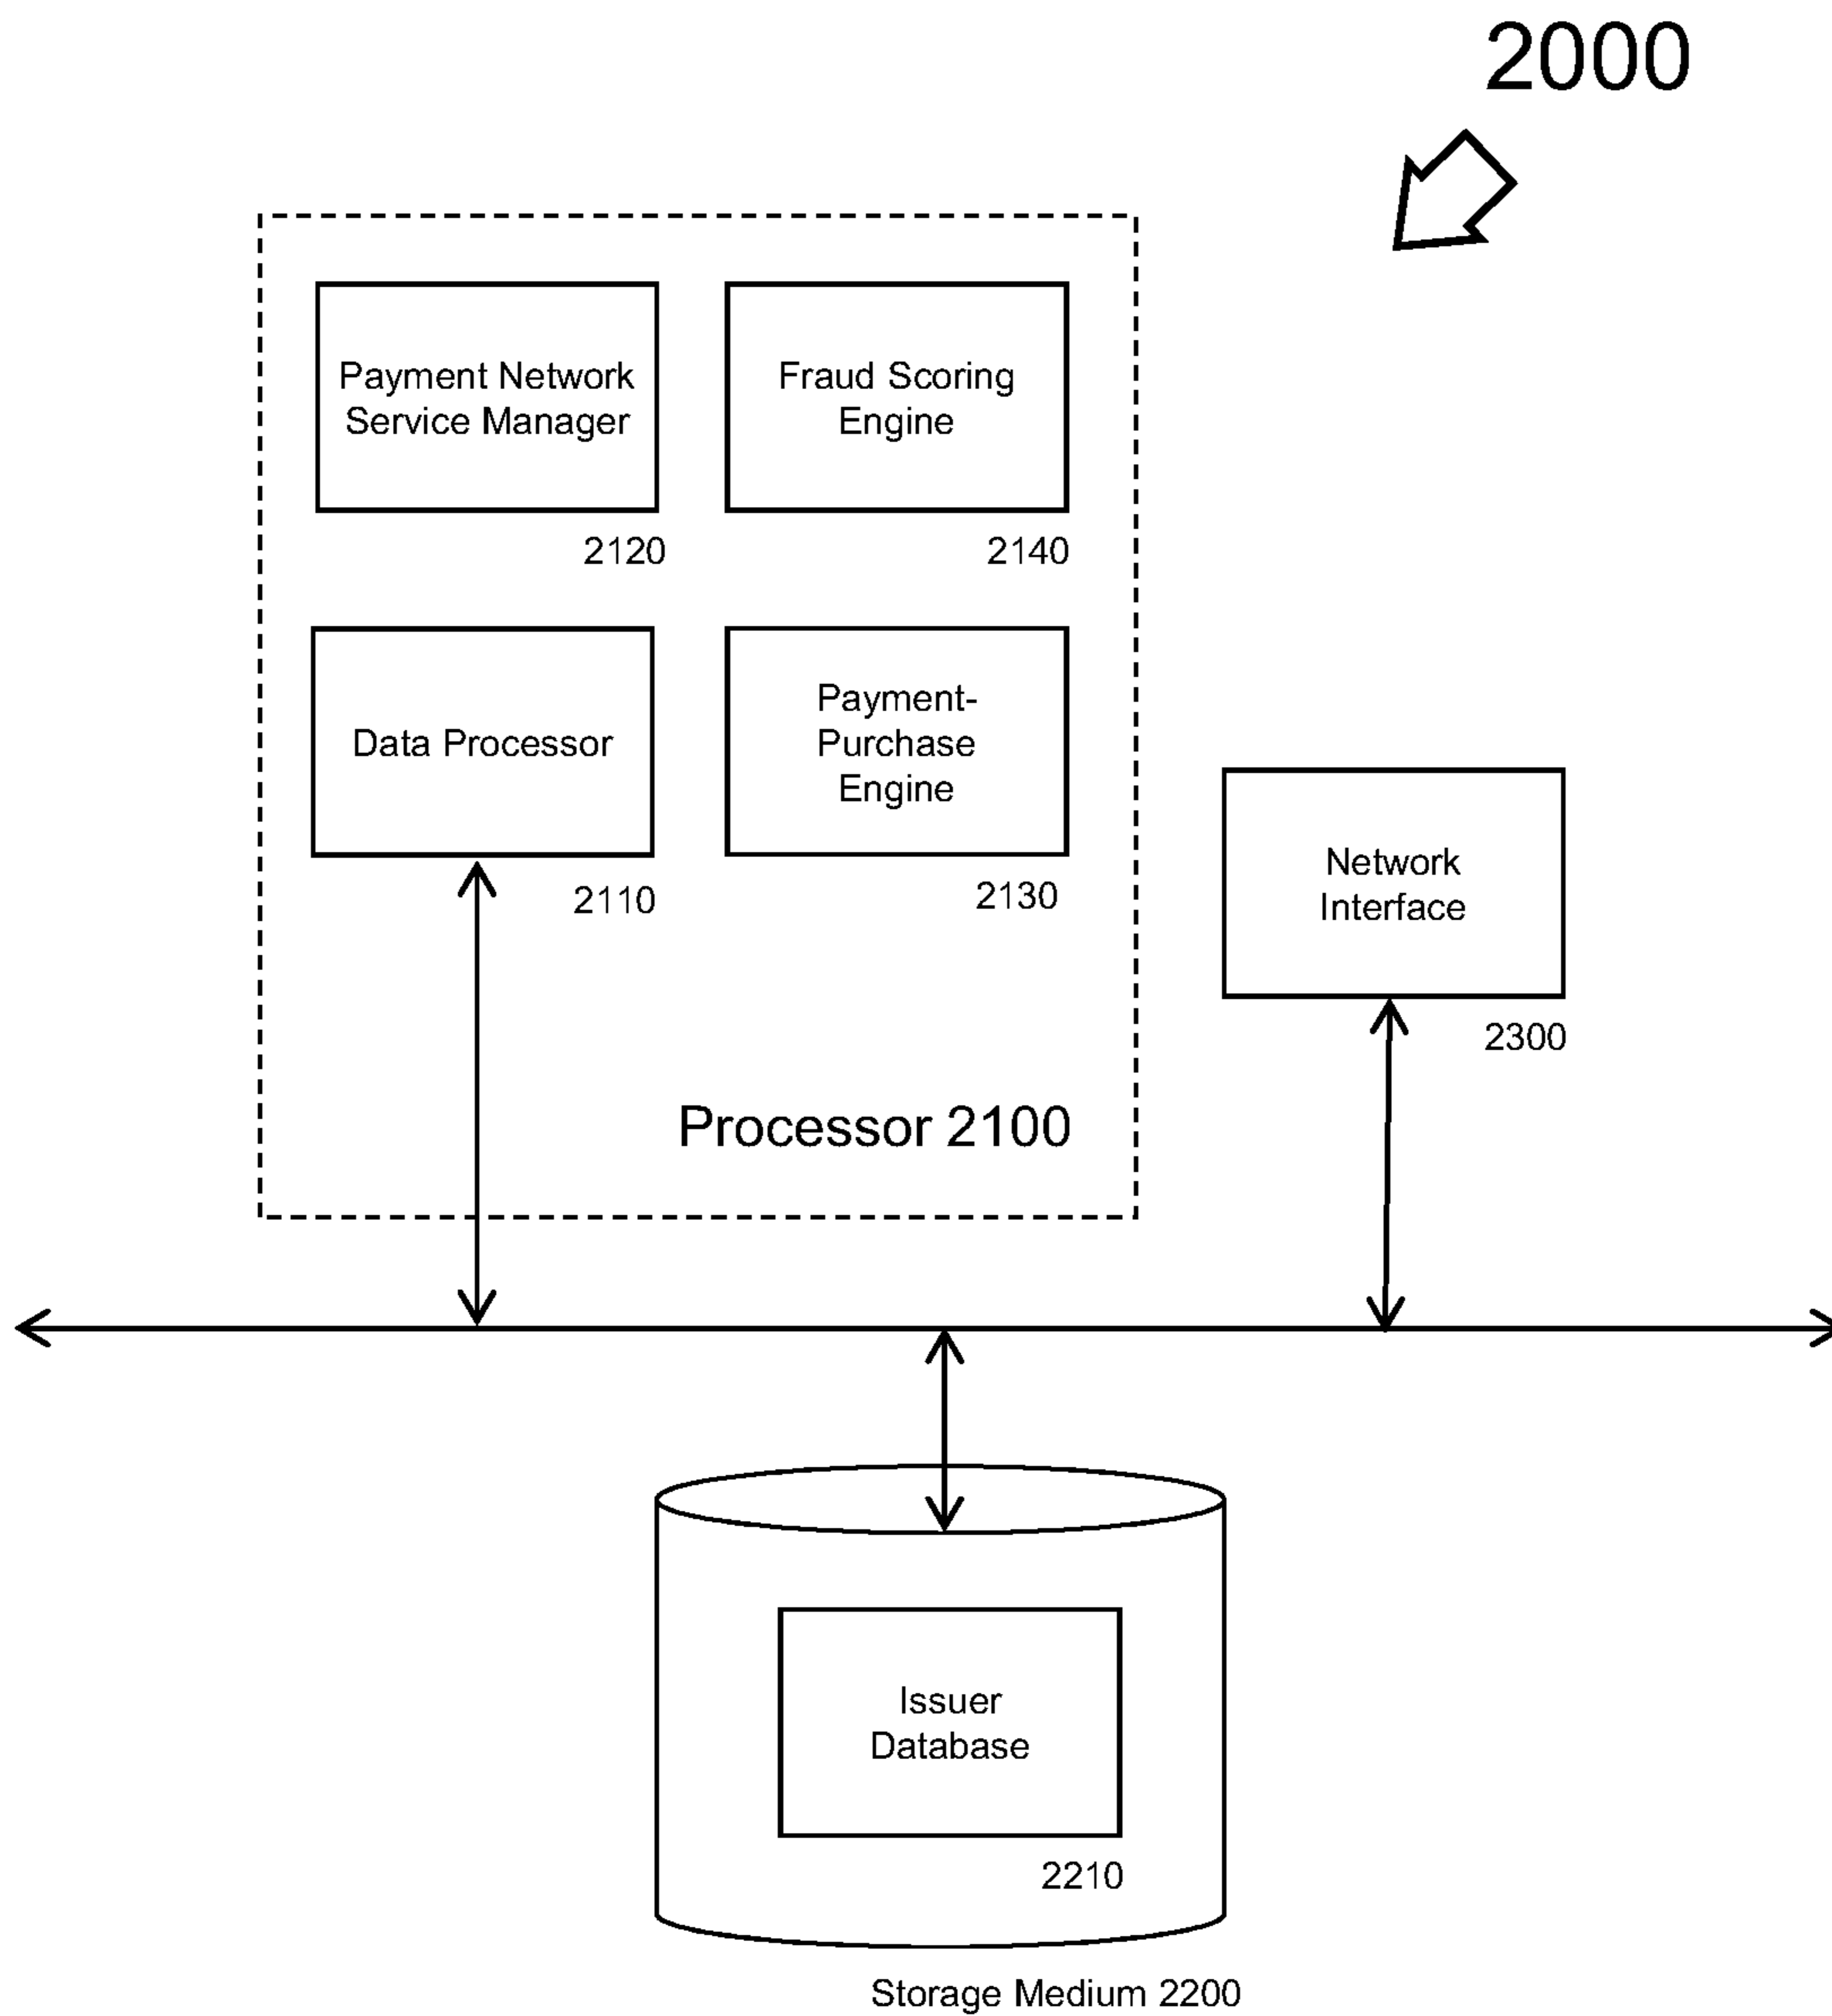 2000
Payment Network
Service Manager
2120
Fraud Scoring
Engine
2140
Data Processor
2110
Payment-
Purchase
Engine
2130
Network
Interface
2300
Processor 2100
Issuer
Database
2210
Storage Medium 2200